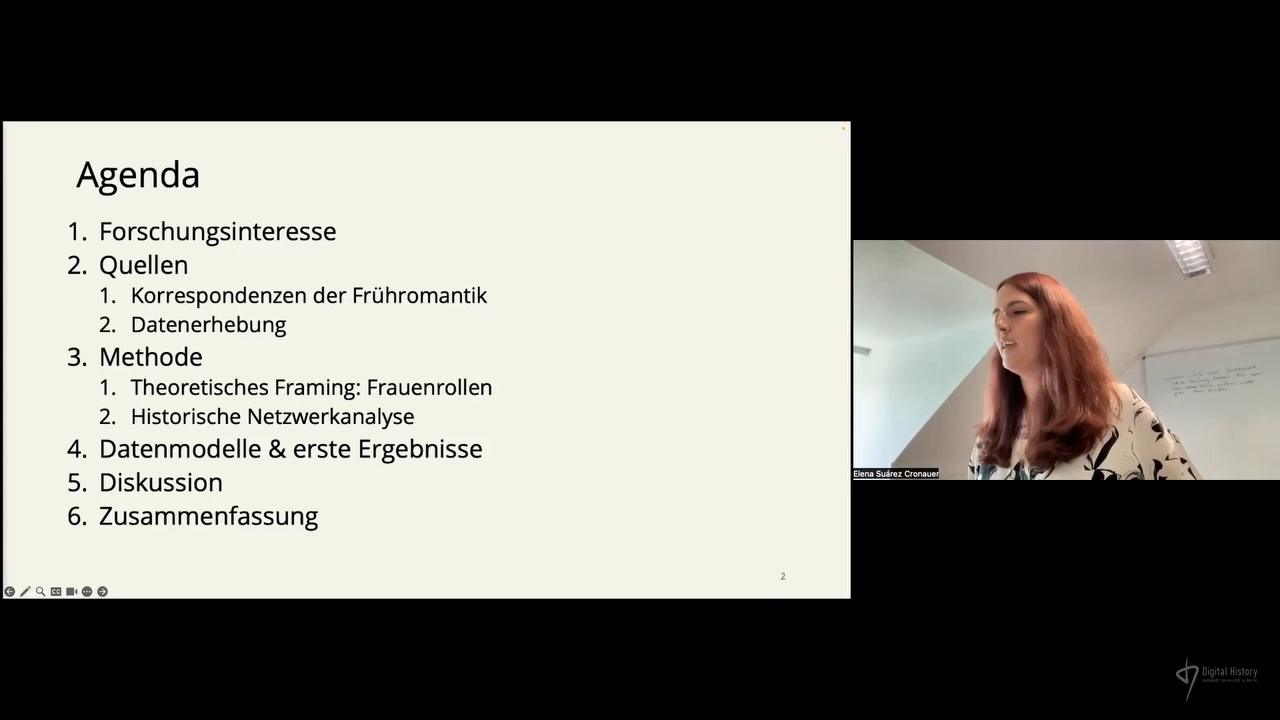 Agenda
1. Forschungsinteresse
2. Quellen
1. Korrespondenzen der Frühromantik
2. Datenerhebung
3. Methode
1. Theoretisches Framing: Frauenrollen
2. Historische Netzwerkanalyse
4. Datenmodelle & erste Ergebnisse
5. Diskussion
6. Zusammenfassung
2
Elena Suárez Cronauer
Digital History